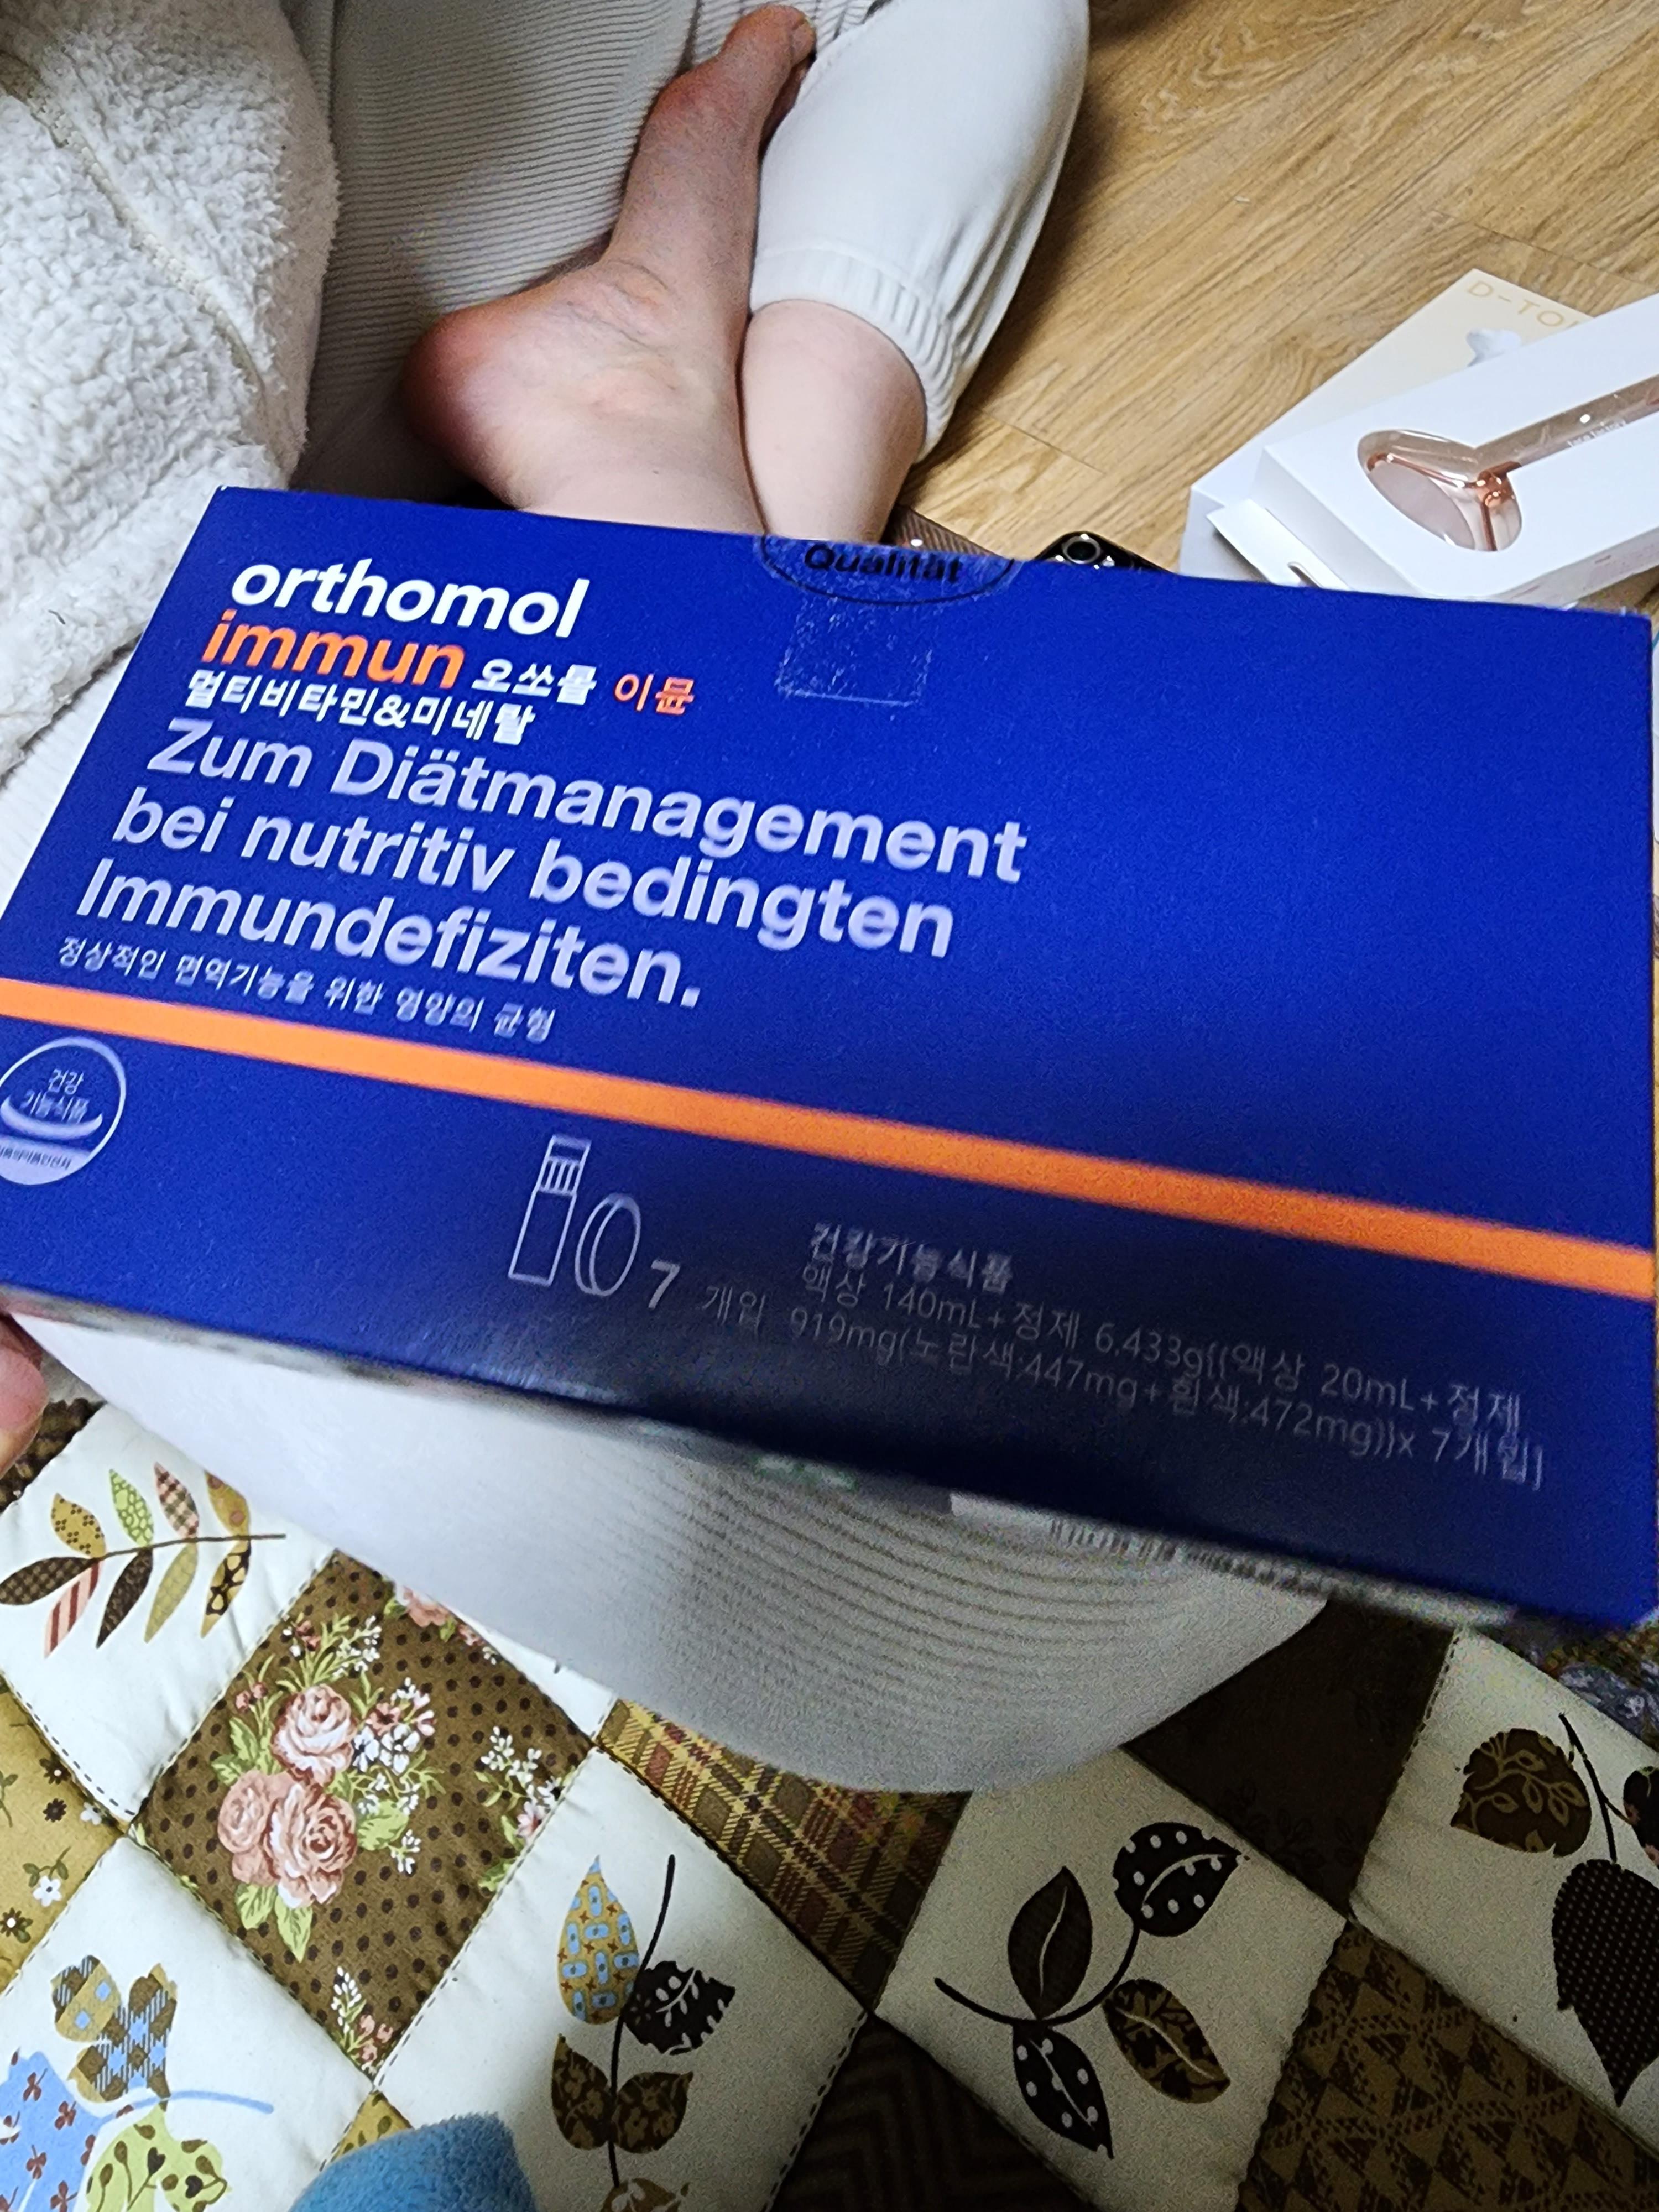 D-TO
Qualität
orthomol
immun 오쏘몰 이뮨
멀티비타민&미네랄
Zum Diätmanagement
bei nutritiv bedingten
Immundefiziten.
정상적인 면역기능을 위한 영양의 균형
건강
기능식품
7 개입
건강기능식품
액상 140mL+정제 6.433g{(액상 20mL+정제
919mg(노란색:447mg+흰색:472mg))x 7개입}